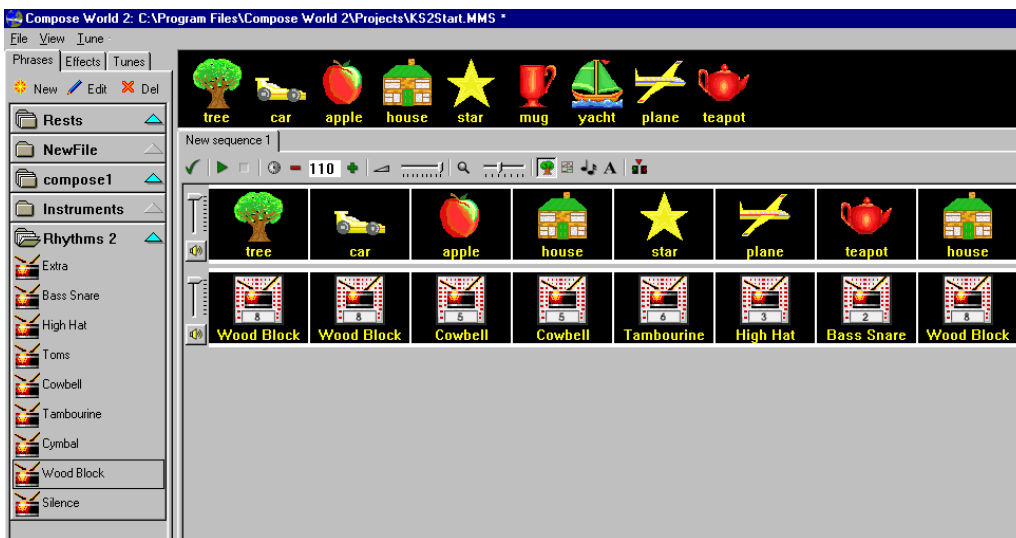 Compose World 2: C:\Program Files\Compose World 2\Projects\KS2Start.MMS *
File View Tune
Phrases Effects Tunes
New Edit Del
Rests
NewFile
compose1
Instruments
Rhythms 2
Extra
Bass Snare
High Hat
Toms
Cowbell
Tambourine
Cymbal
Wood Block
Silence
tree car apple house star mug yacht plane teapot
New sequence 1
110 A
tree car apple house star plane teapot house
8 8 5 5 6 3 2 8
Wood Block Wood Block Cowbell Cowbell Tambourine High Hat Bass Snare Wood Block